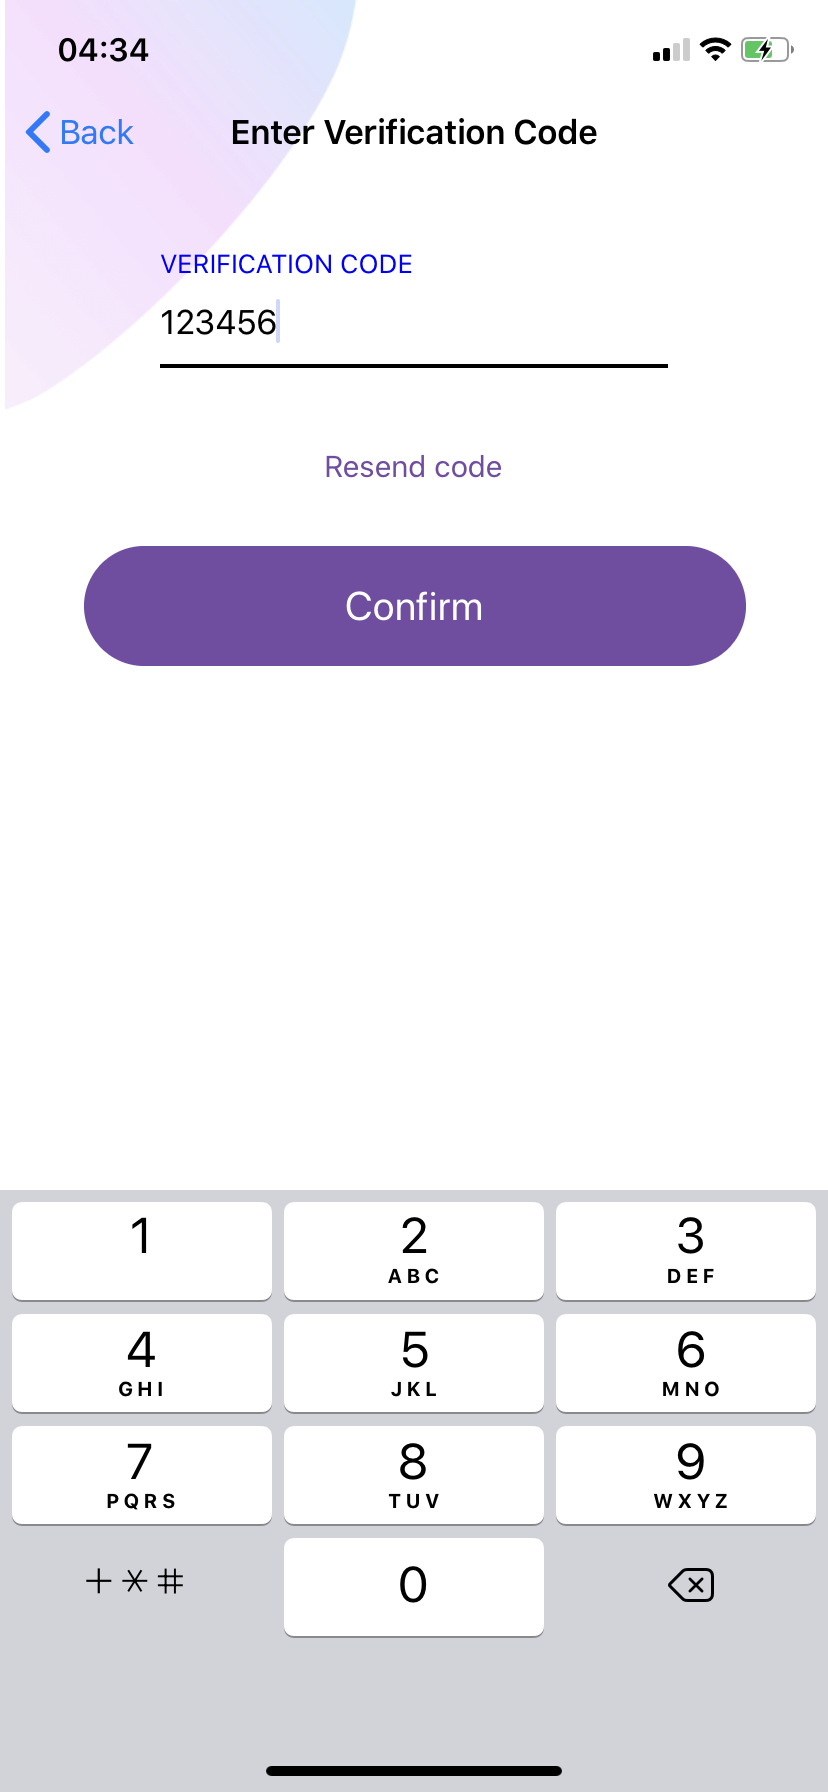 04:34
Back
Enter Verification Code
VERIFICATION CODE
123456
Resend code
Confirm
1
2
ABC
3
DEF
4
GHI
5
JKL
6
MNO
7
PQRS
8
TUV
9
WXYZ
+ * #
0